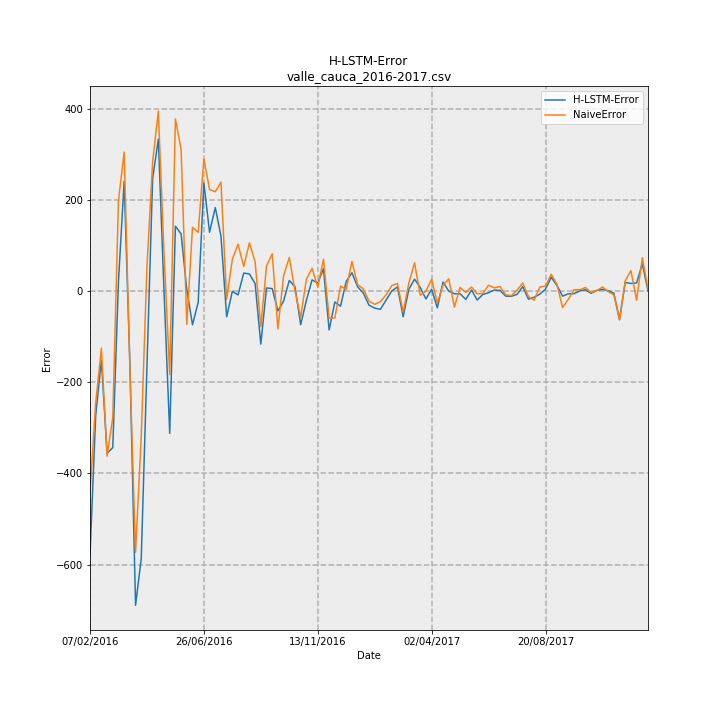 H-LSTM-Error
valle_cauca_2016-2017.csv
H-LSTM-Error
NaiveError
400
200
0
−200
−400
−600
Error
07/02/2016
26/06/2016
13/11/2016
02/04/2017
20/08/2017
Date